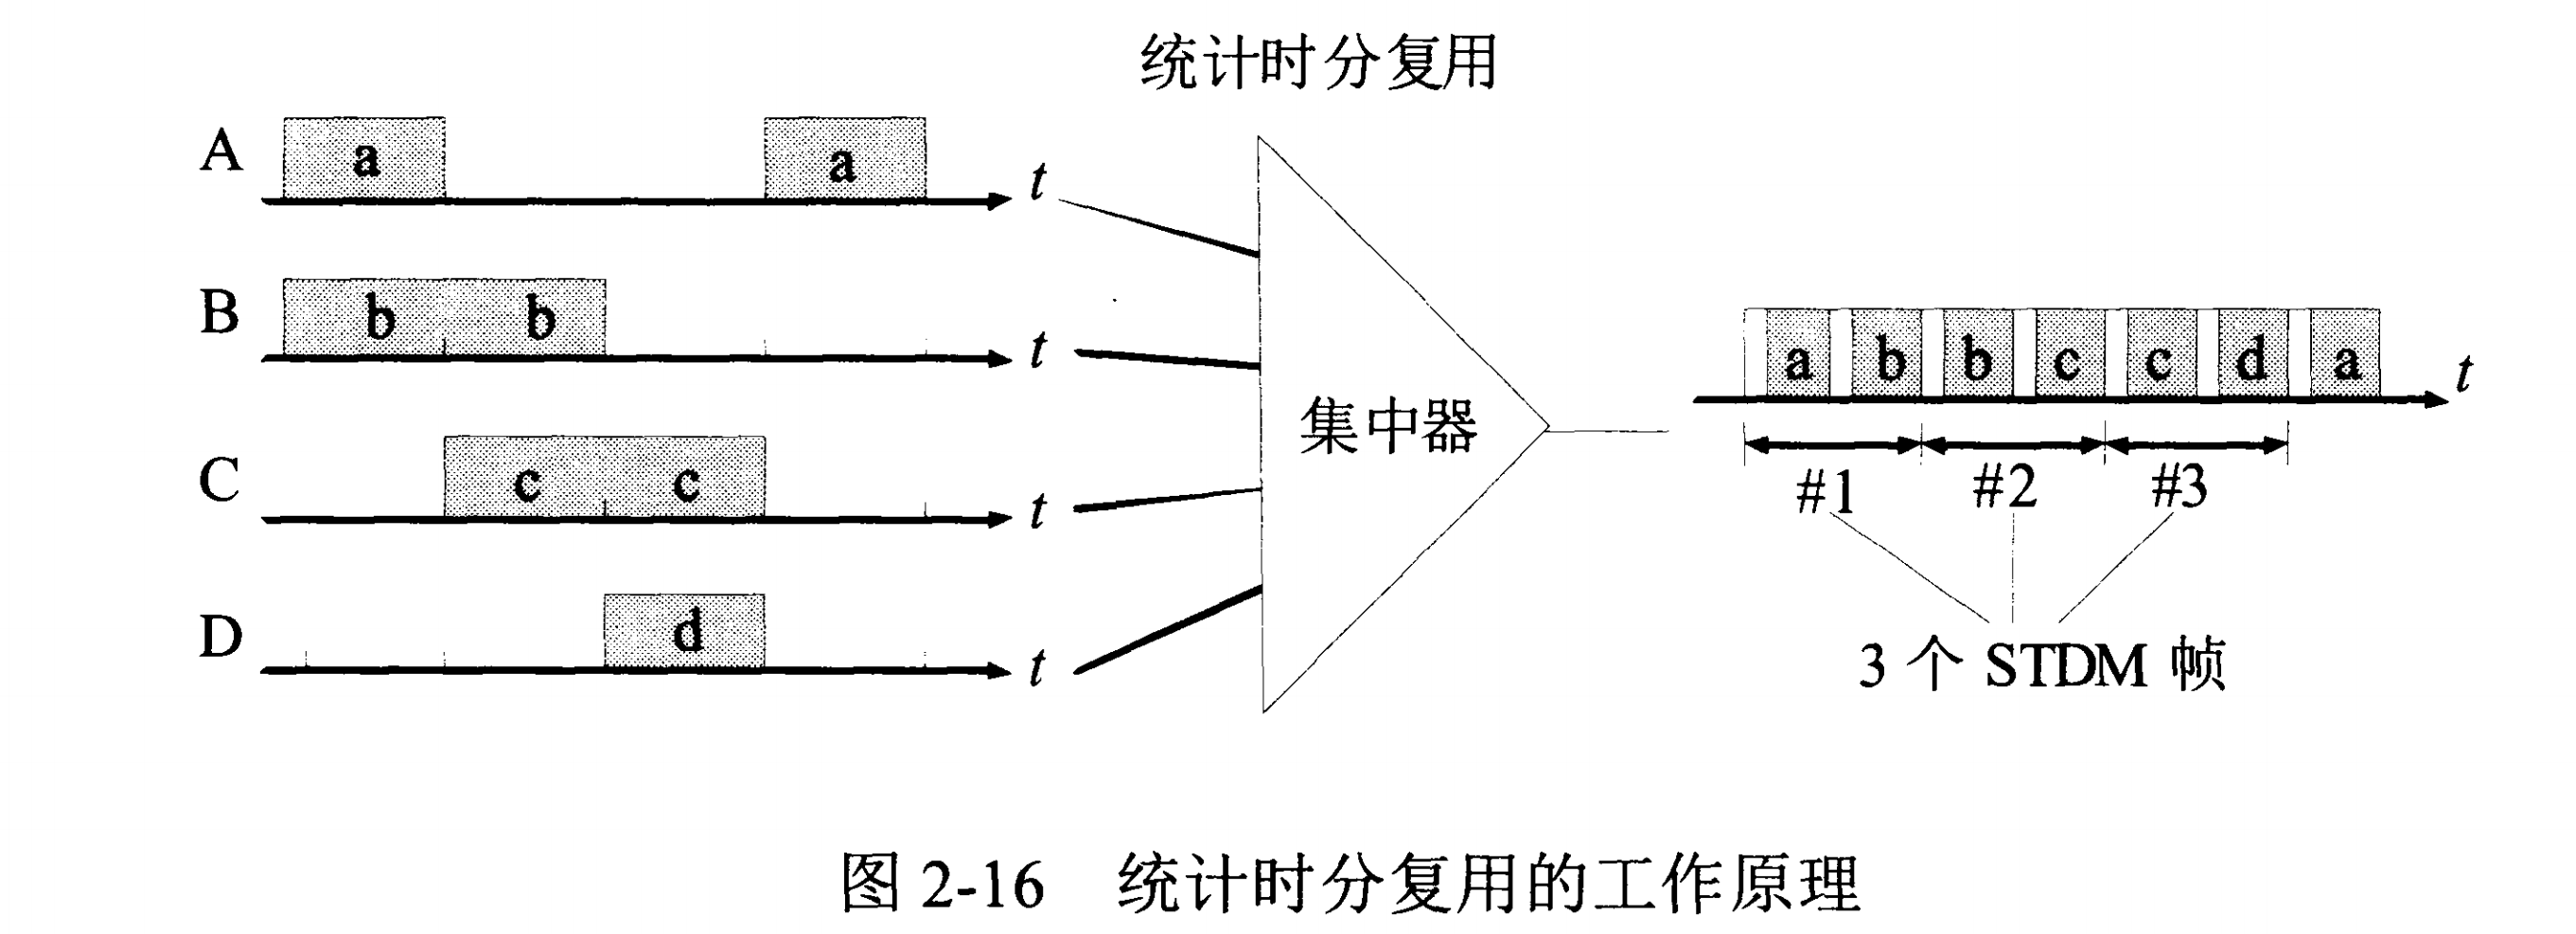 统计时分复用
A a a t
B b b t
C c c t
D d t
集中器
a b b c c d a t
#1 #2 #3
3 个 STDM 帧
图 2-16 统计时分复用的工作原理